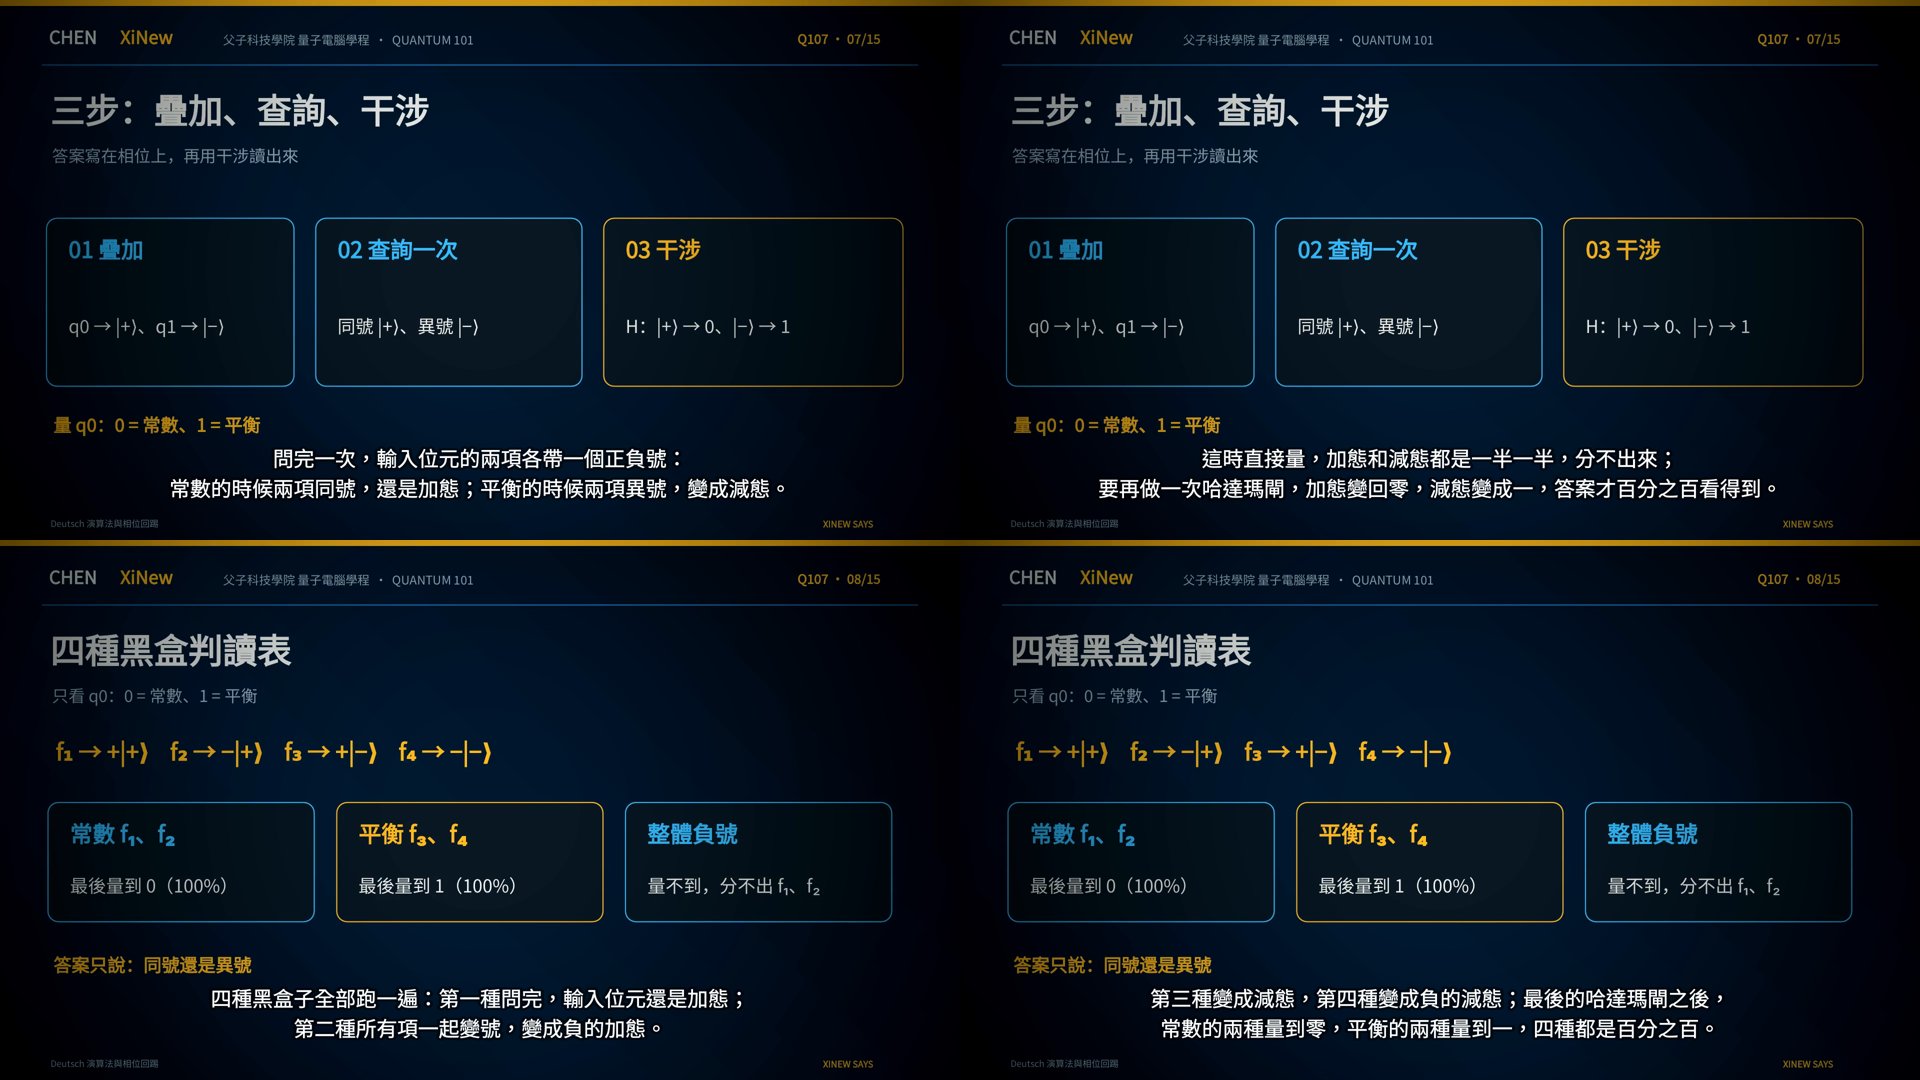 CHEN XiNew 父子科技學院 量子電腦學程 · QUANTUM 101 Q107 · 07/15
三步：疊加、查詢、干涉
答案寫在相位上，再用干涉讀出來
01 疊加 02 查詢一次 03 干涉
q0 → |+⟩、q1 → |−⟩ 同號 |+⟩、異號 |−⟩ H：|+⟩ → 0、|−⟩ → 1
量 q0：0 = 常數、1 = 平衡
問完一次，輸入位元的兩項各帶一個正負號：
常數的時候兩項同號，還是加態；平衡的時候兩項異號，變成減態。
Deutsch 演算法與相位回踢 XINEW SAYS
CHEN XiNew 父子科技學院 量子電腦學程 · QUANTUM 101 Q107 · 07/15
三步：疊加、查詢、干涉
答案寫在相位上，再用干涉讀出來
01 疊加 02 查詢一次 03 干涉
q0 → |+⟩、q1 → |−⟩ 同號 |+⟩、異號 |−⟩ H：|+⟩ → 0、|−⟩ → 1
量 q0：0 = 常數、1 = 平衡
這時直接量，加態和減態都是一半一半，分不出來；
要再做一次哈達瑪閘，加態變回零，減態變成一，答案才百分之百看得到。
Deutsch 演算法與相位回踢 XINEW SAYS
CHEN XiNew 父子科技學院 量子電腦學程 · QUANTUM 101 Q107 · 08/15
四種黑盒判讀表
只看 q0：0 = 常數、1 = 平衡
f₁ → +|+⟩ f₂ → −|+⟩ f₃ → +|−⟩ f₄ → −|−⟩
常數 f₁、f₂ 平衡 f₃、f₄ 整體負號
最後量到 0（100%） 最後量到 1（100%） 量不到，分不出 f₁、f₂
答案只說：同號還是異號
四種黑盒子全部跑一遍：第一種問完，輸入位元還是加態；
第二種所有項一起變號，變成負的加態。
Deutsch 演算法與相位回踢 XINEW SAYS
CHEN XiNew 父子科技學院 量子電腦學程 · QUANTUM 101 Q107 · 08/15
四種黑盒判讀表
只看 q0：0 = 常數、1 = 平衡
f₁ → +|+⟩ f₂ → −|+⟩ f₃ → +|−⟩ f₄ → −|−⟩
常數 f₁、f₂ 平衡 f₃、f₄ 整體負號
最後量到 0（100%） 最後量到 1（100%） 量不到，分不出 f₁、f₂
答案只說：同號還是異號
第三種變成減態，第四種變成負的減態；最後的哈達瑪閘之後，
常數的兩種量到零，平衡的兩種量到一，四種都是百分之百。
Deutsch 演算法與相位回踢 XINEW SAYS